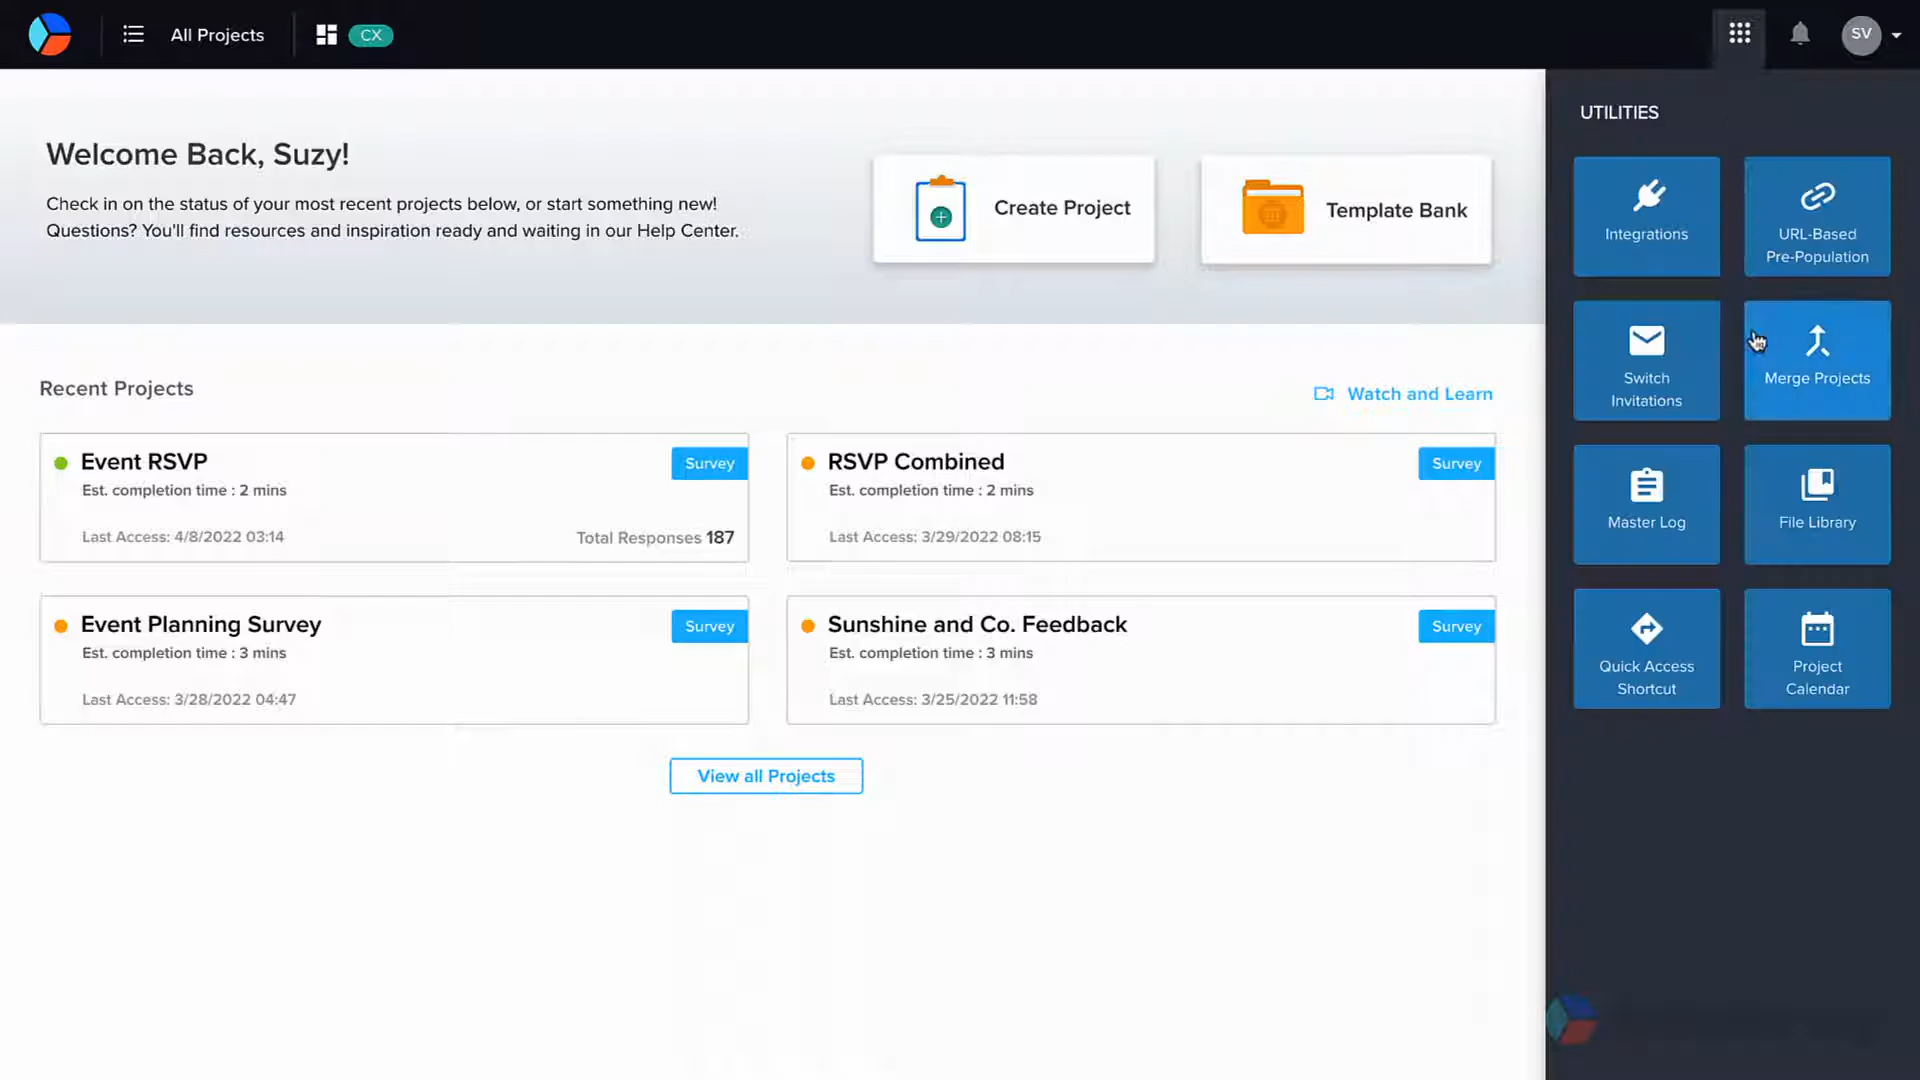 All Projects
CX
SV
UTILITIES
Welcome Back, Suzy!
Check in on the status of your most recent projects below, or start something new!
Questions? You'll find resources and inspiration ready and waiting in our Help Center.
Create Project
Template Bank
Integrations
URL-Based
Pre-Population
Switch
Invitations
Merge Projects
Recent Projects
Watch and Learn
Event RSVP
Survey
Est. completion time : 2 mins
Last Access: 4/8/2022 03:14
Total Responses 187
RSVP Combined
Survey
Est. completion time : 2 mins
Last Access: 3/29/2022 08:15
Master Log
File Library
Event Planning Survey
Survey
Est. completion time : 3 mins
Last Access: 3/28/2022 04:47
Sunshine and Co. Feedback
Survey
Est. completion time : 3 mins
Last Access: 3/25/2022 11:58
Quick Access
Shortcut
Project
Calendar
View all Projects